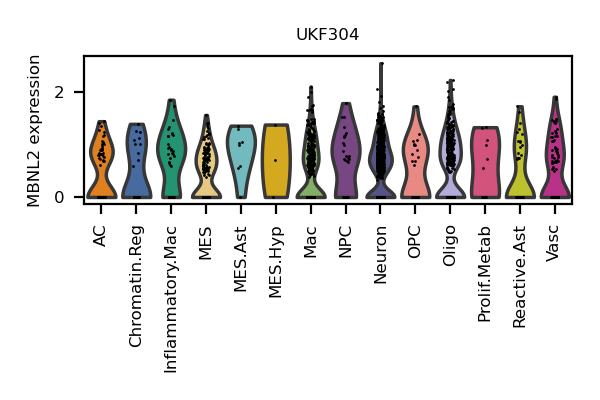 UKF304
MBNL2 expression
2
0
AC
Chromatin.Reg
Inflammatory.Mac
MES
MES.Ast
MES.Hyp
Mac
NPC
Neuron
OPC
Oligo
Prolif.Metab
Reactive.Ast
Vasc